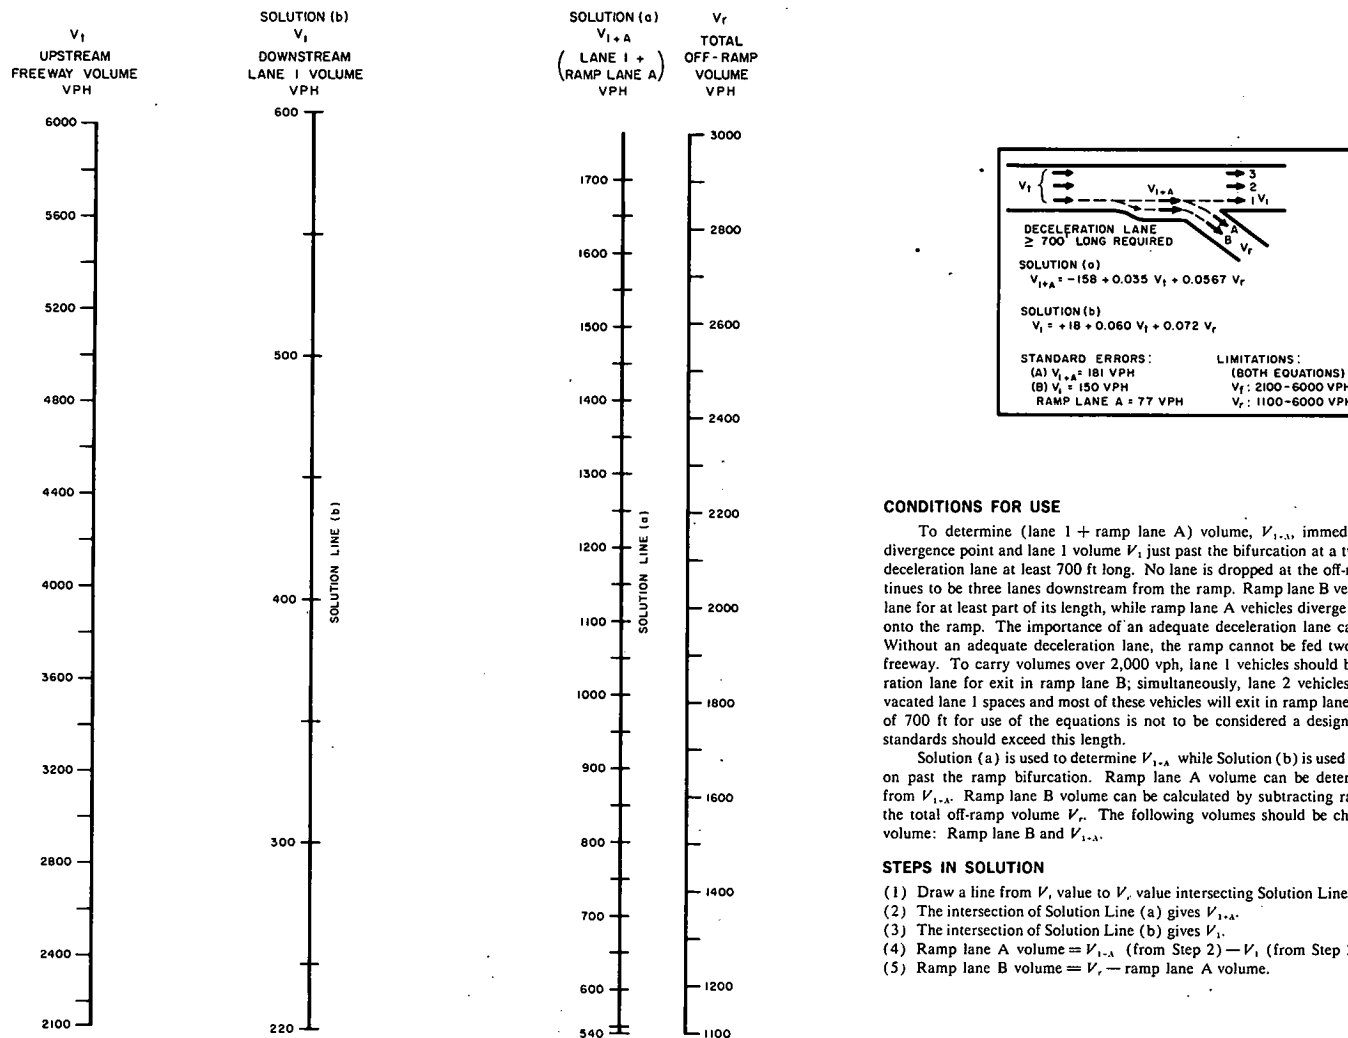 Vf
UPSTREAM
FREEWAY VOLUME
VPH
6000
5600
5200
4800
4400
4000
3600
3200
2800
2400
2100
SOLUTION (b)
V1
DOWNSTREAM
LANE 1 VOLUME
VPH
600
500
400
300
220
SOLUTION LINE (b)
SOLUTION (a)
V1+A
( LANE 1 +
RAMP LANE A )
VPH
1700
1600
1500
1400
1300
1200
1100
1000
900
800
700
600
540
SOLUTION LINE (a)
Vr
TOTAL
OFF-RAMP
VOLUME
VPH
3000
2800
2600
2400
2200
2000
1800
1600
1400
1200
1100
Vf
V1+A
3
2
1 V1
A
B
Vr
DECELERATION LANE
≥ 700' LONG REQUIRED
SOLUTION (a)
V1+A = -158 + 0.035 Vf + 0.0567 Vr
SOLUTION (b)
V1 = +18 + 0.060 Vf + 0.072 Vr
STANDARD ERRORS:
(A) V1+A = 181 VPH
(B) V1 = 150 VPH
RAMP LANE A = 77 VPH
LIMITATIONS:
(BOTH EQUATIONS)
Vf : 2100-6000 VPH
Vr : 1100-6000 VPH
CONDITIONS FOR USE
To determine (lane 1 + ramp lane A) volume, V1+A, immed
divergence point and lane 1 volume V1 just past the bifurcation at a t
deceleration lane at least 700 ft long. No lane is dropped at the off-r
tinues to be three lanes downstream from the ramp. Ramp lane B ve
lane for at least part of its length, while ramp lane A vehicles diverge
onto the ramp. The importance of an adequate deceleration lane ca
Without an adequate deceleration lane, the ramp cannot be fed two
freeway. To carry volumes over 2,000 vph, lane 1 vehicles should b
ration lane for exit in ramp lane B; simultaneously, lane 2 vehicles
vacated lane 1 spaces and most of these vehicles will exit in ramp lane
of 700 ft for use of the equations is not to be considered a design
standards should exceed this length.
Solution (a) is used to determine V1+A while Solution (b) is used
on past the ramp bifurcation. Ramp lane A volume can be deter
from V1+A. Ramp lane B volume can be calculated by subtracting ra
the total off-ramp volume Vr. The following volumes should be ch
volume: Ramp lane B and V1+A.
STEPS IN SOLUTION
(1) Draw a line from Vf value to Vr value intersecting Solution Line
(2) The intersection of Solution Line (a) gives V1+A.
(3) The intersection of Solution Line (b) gives V1.
(4) Ramp lane A volume = V1+A (from Step 2) — V1 (from Step
(5) Ramp lane B volume = Vr — ramp lane A volume.